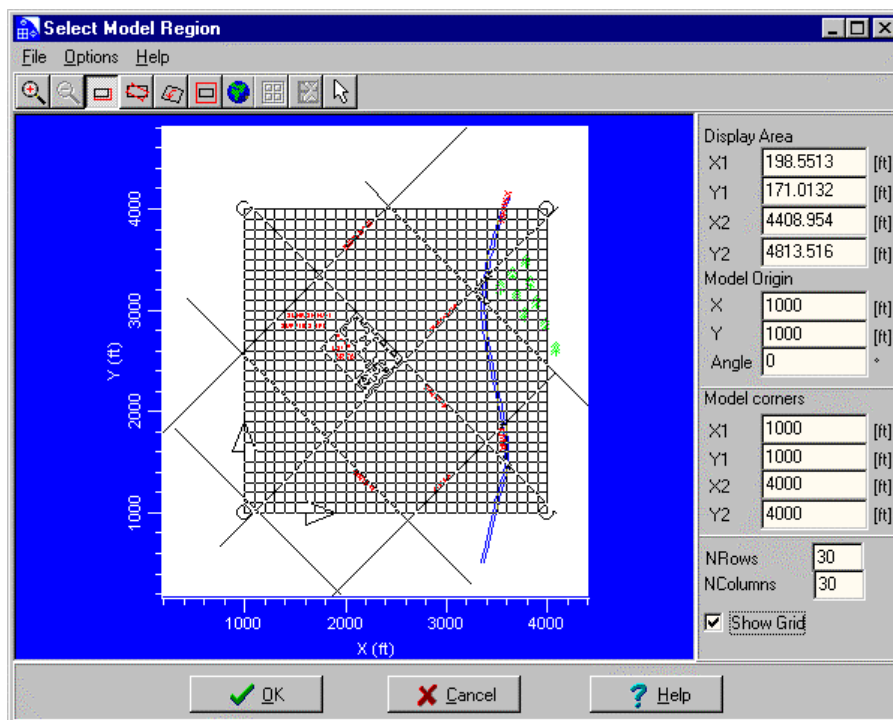 Select Model Region
File Options Help
Display Area
X1 198.5513 [ft]
Y1 171.0132 [ft]
X2 4408.954 [ft]
Y2 4813.516 [ft]
Model Origin
X 1000 [ft]
Y 1000 [ft]
Angle 0 °
Model corners
X1 1000 [ft]
Y1 1000 [ft]
X2 4000 [ft]
Y2 4000 [ft]
NRows 30
NColumns 30
Show Grid
4000
3000
2000
1000
Y (ft)
1000 2000 3000 4000
X (ft)
OK Cancel Help